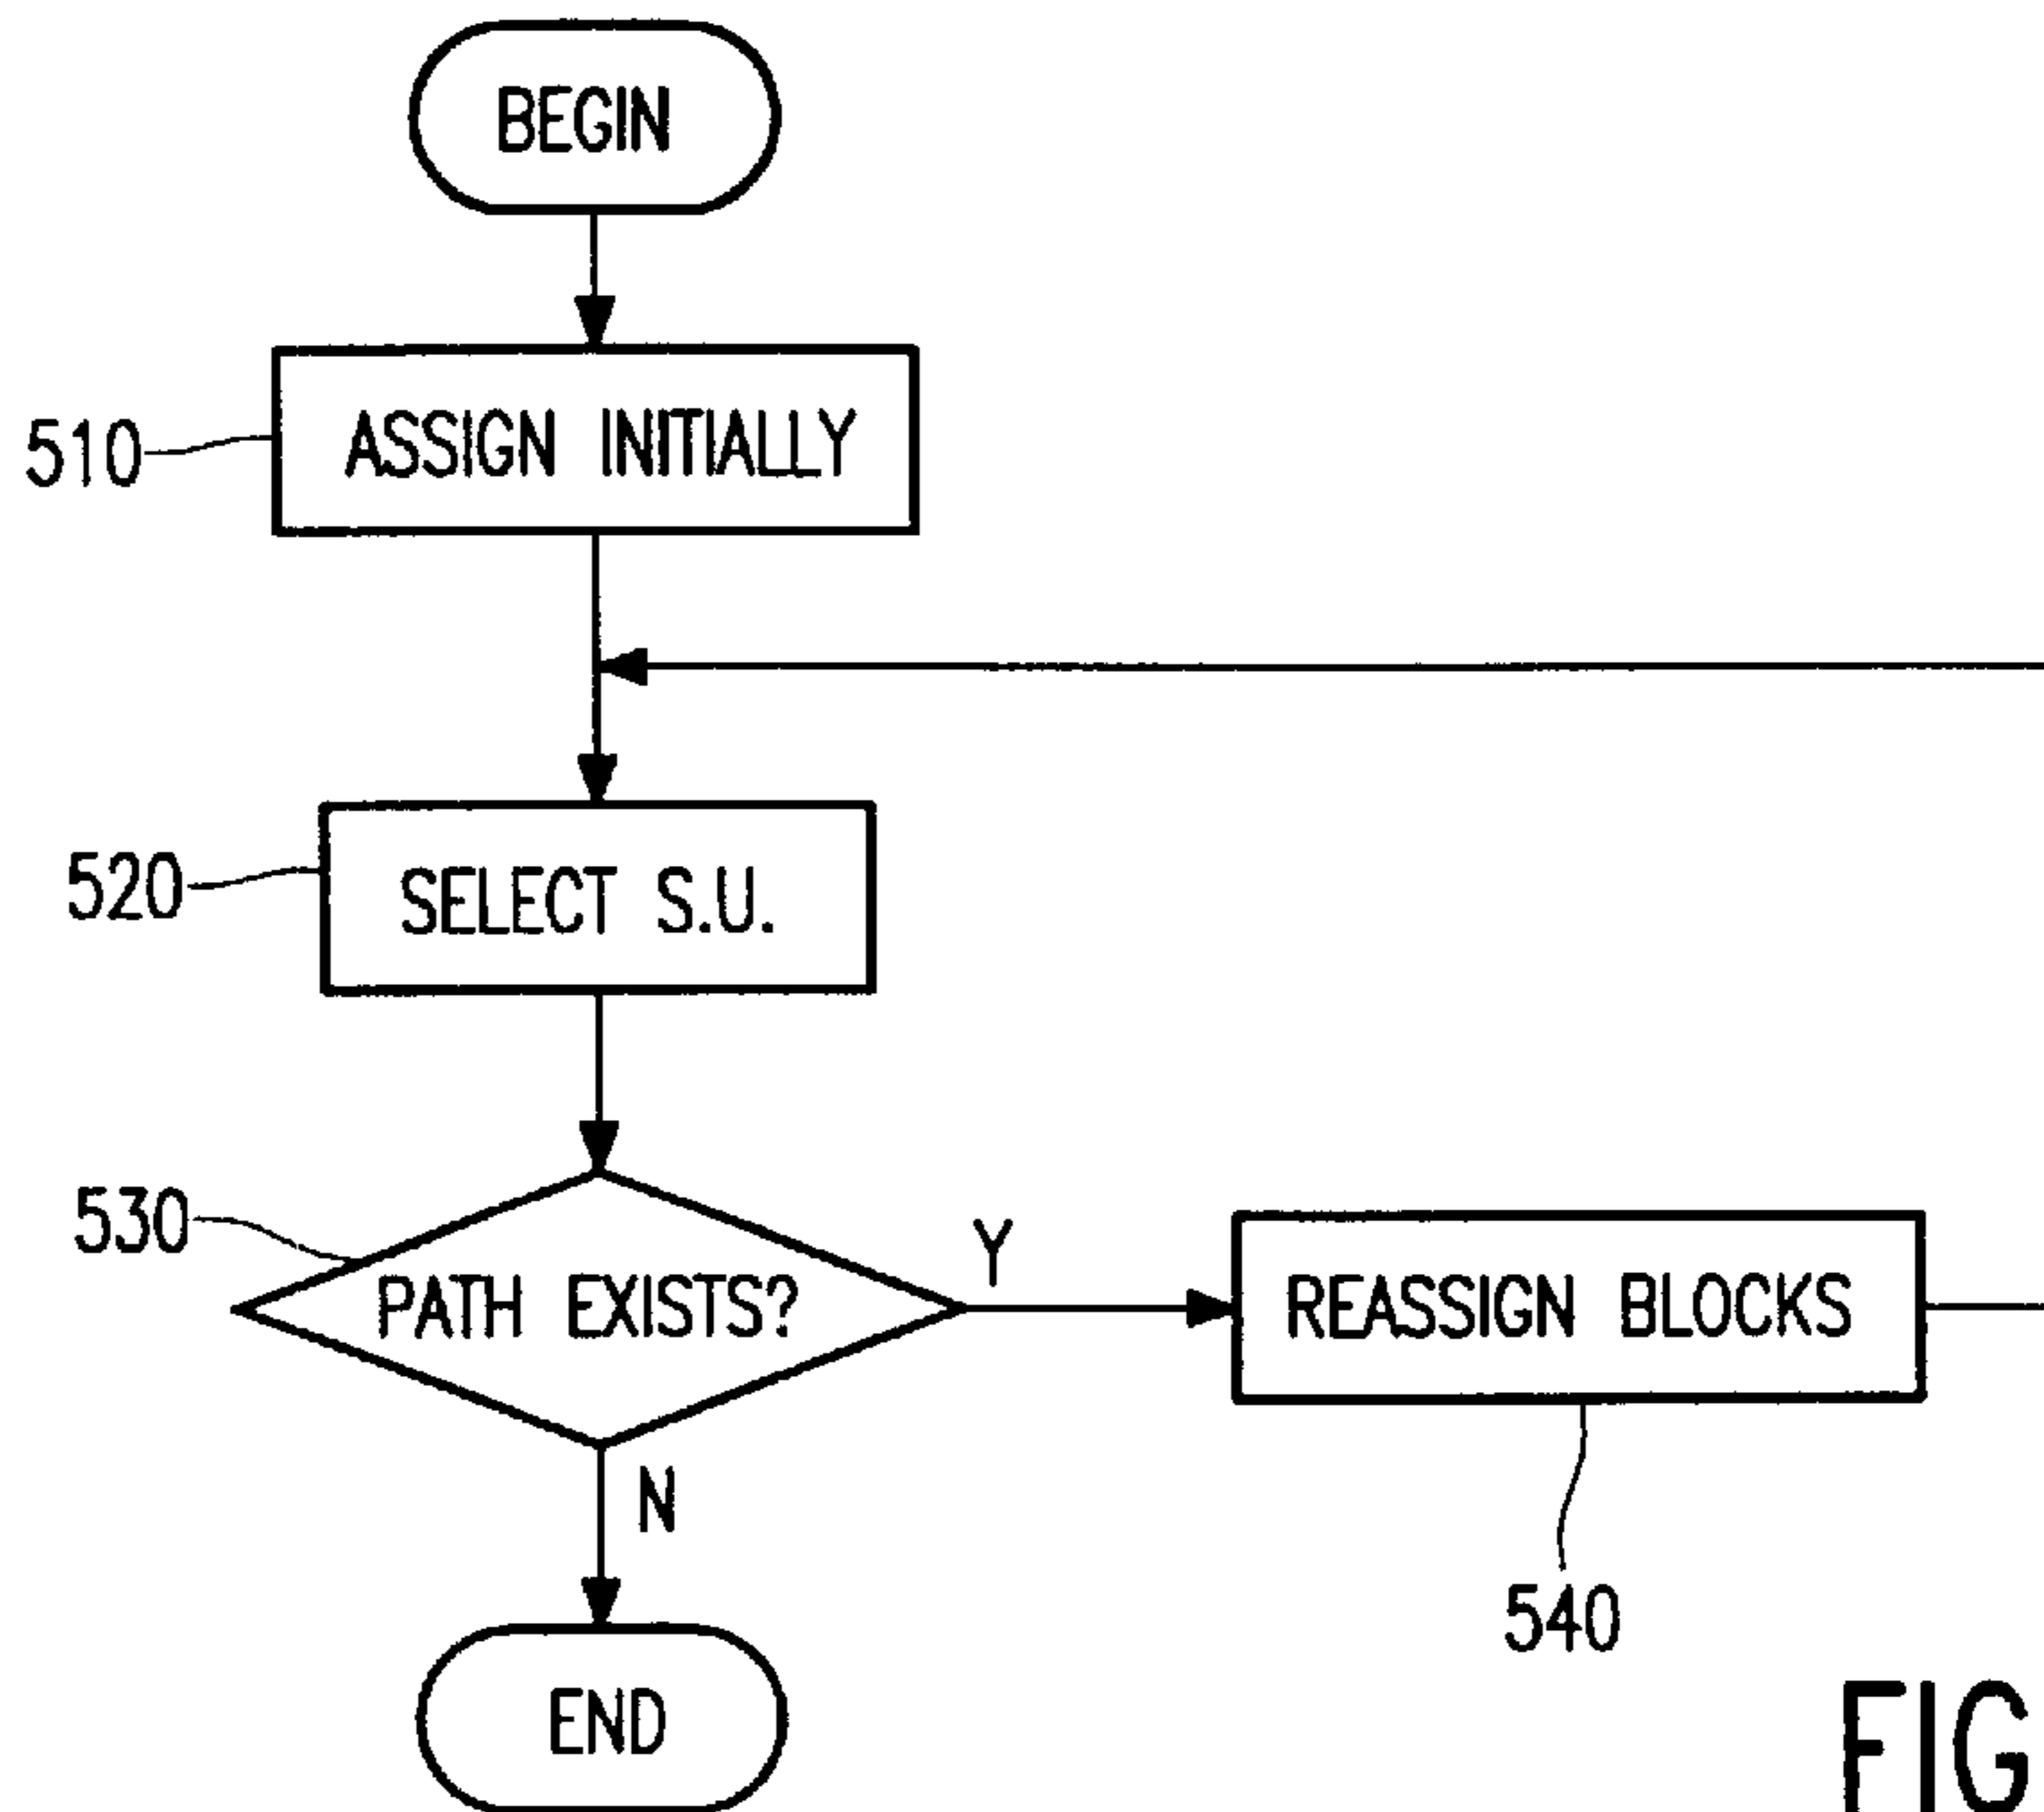 BEGIN
510
ASSIGN INITIALLY
520
SELECT S.U.
530
PATH EXISTS?
Y
REASSIGN BLOCKS
N
540
END
FIG